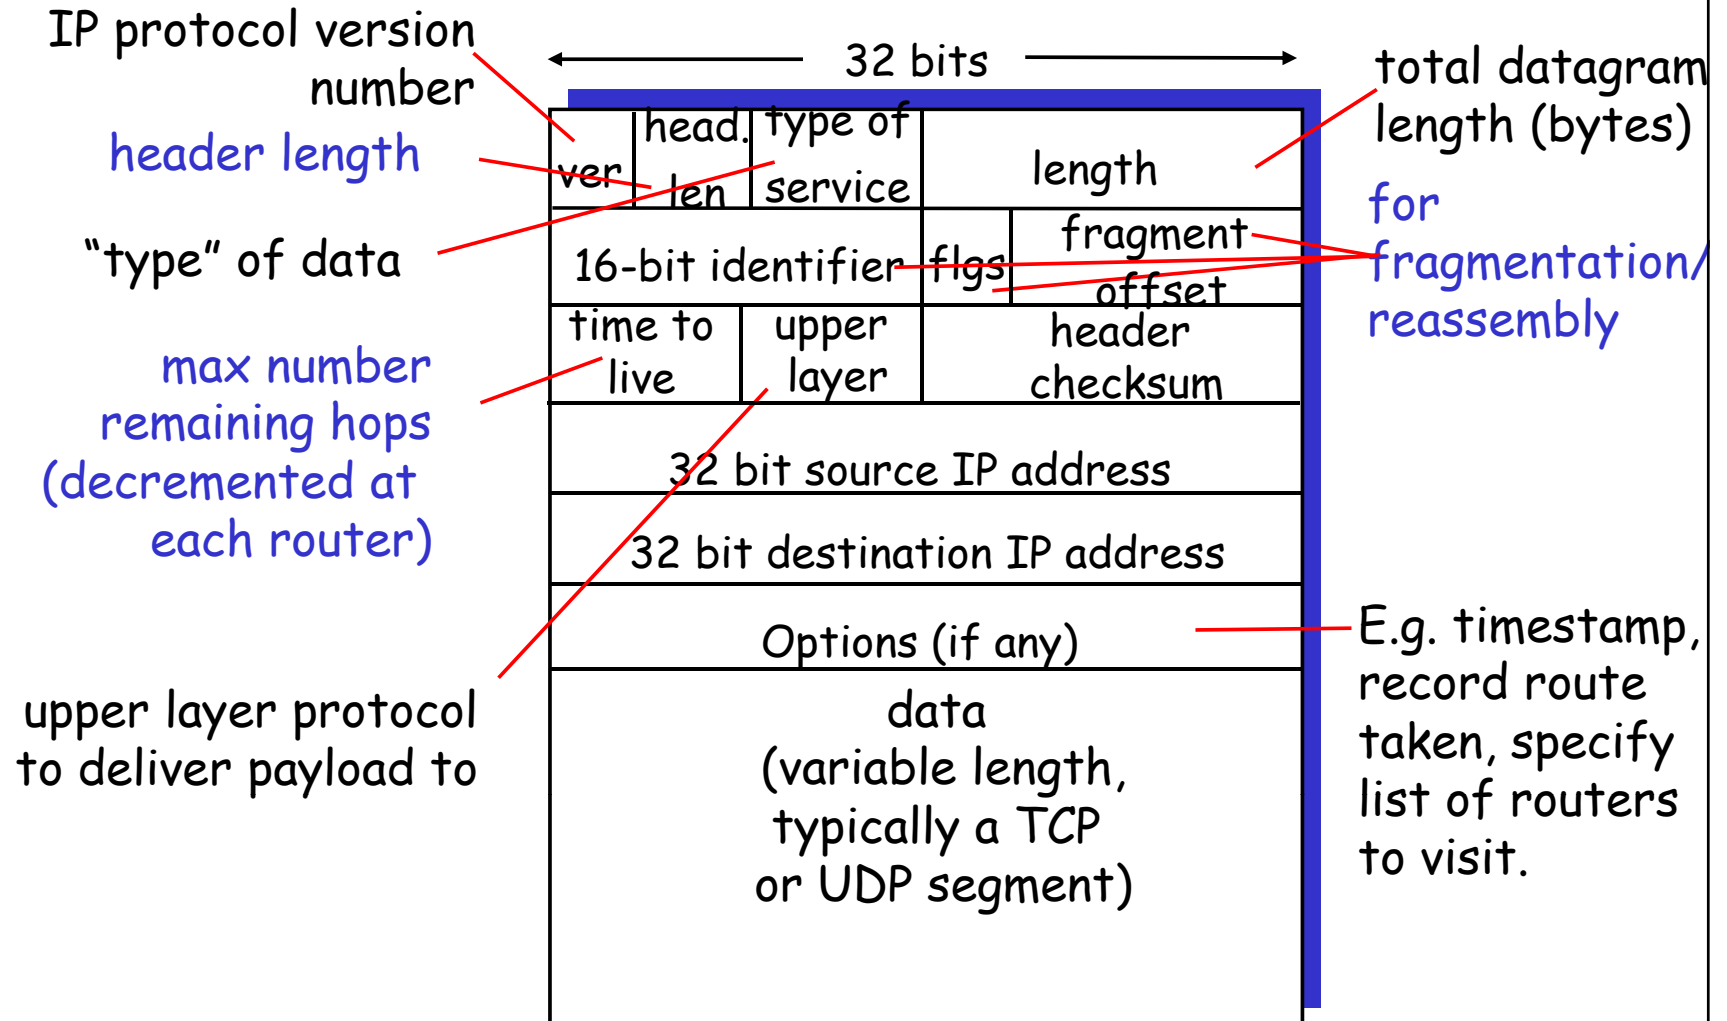 IP protocol version
number
header length
“type” of data
max number
remaining hops
(decremented at
each router)
upper layer protocol
to deliver payload to
32 bits
ver
head.
len
type of
service
length
16-bit identifier
flgs
fragment
offset
time to
live
upper
layer
header
checksum
32 bit source IP address
32 bit destination IP address
Options (if any)
data
(variable length,
typically a TCP
or UDP segment)
total datagram
length (bytes)
for
fragmentation/
reassembly
E.g. timestamp,
record route
taken, specify
list of routers
to visit.